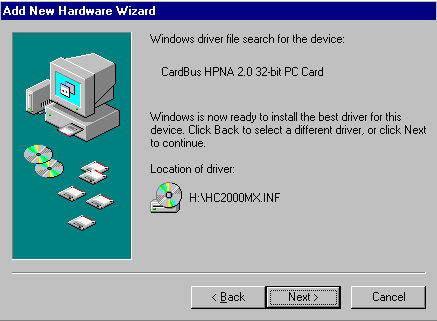 Add New Hardware Wizard
Windows driver file search for the device:
CardBus HPNA 2.0 32-bit PC Card
Windows is now ready to install the best driver for this
device. Click Back to select a different driver, or click Next
to continue.
Location of driver:
H:\HC2000MX.INF
< Back
Next >
Cancel